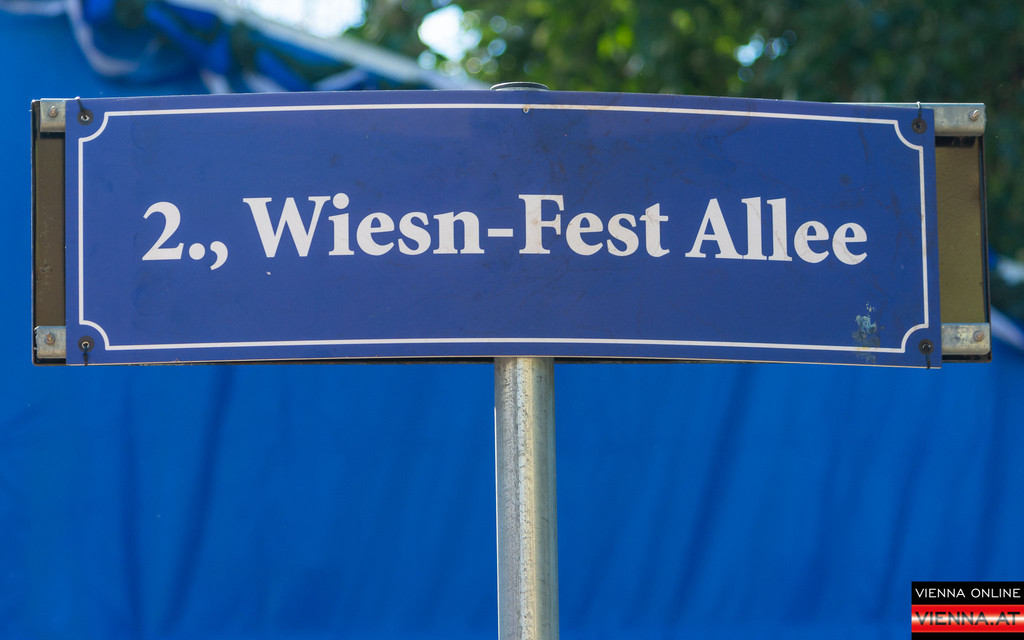 2., Wiesn-Fest Allee
VIENNA ONLINE
VIENNA.AT